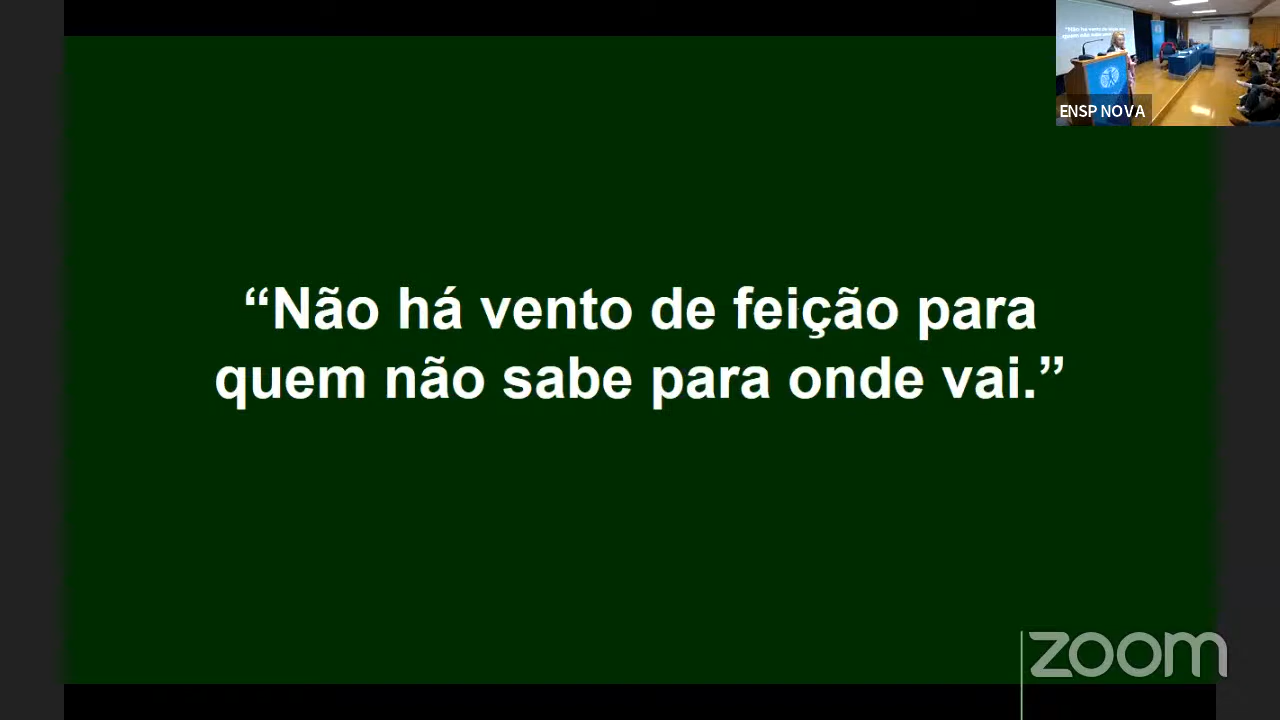 ENSP NOVA
“Não há vento de feição para
quem não sabe para onde vai.”
zoom